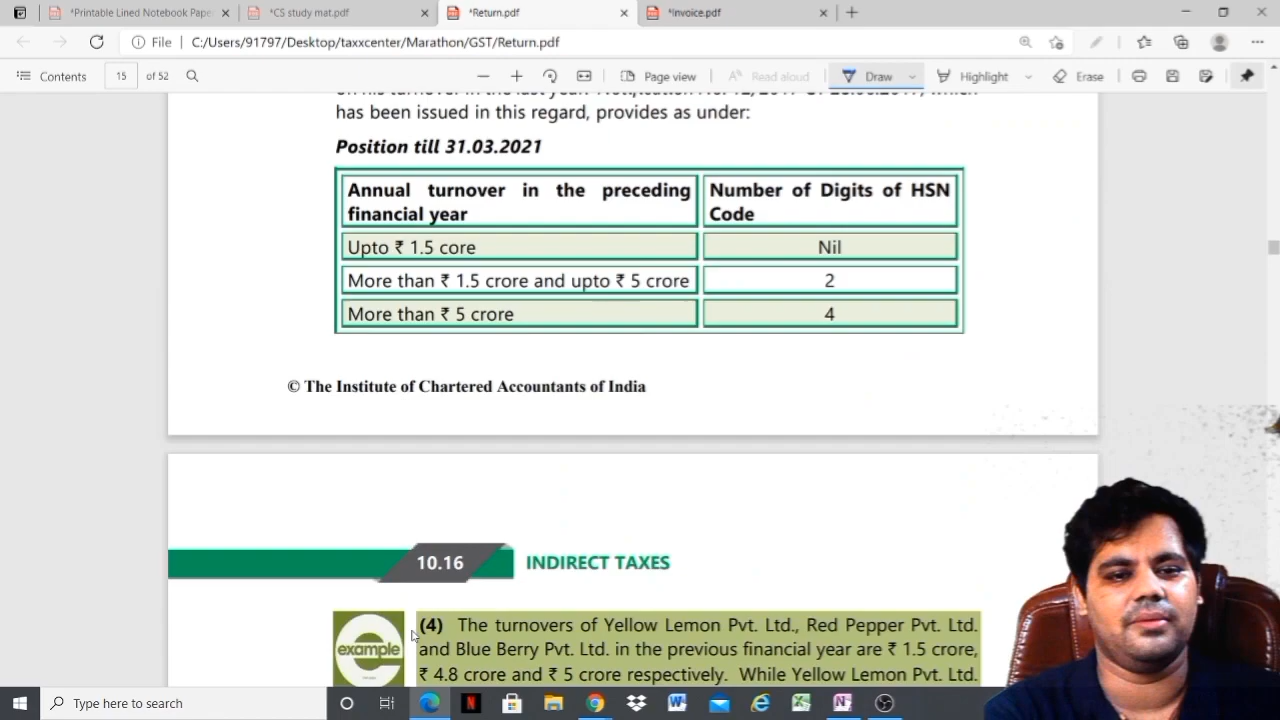 *Printable Lined Notebook Pape
*CS study mat.pdf
*Return.pdf
*Invoice.pdf
File
C:/Users/91797/Desktop/taxxcenter/Marathon/GST/Return.pdf
Contents
15
of 52
Page view
Read aloud
Draw
Highlight
Erase
has been issued in this regard, provides as under:
Position till 31.03.2021
Annual turnover in the preceding financial year
Number of Digits of HSN Code
Upto ₹ 1.5 core
Nil
More than ₹ 1.5 crore and upto ₹ 5 crore
2
More than ₹ 5 crore
4
© The Institute of Chartered Accountants of India
10.16
INDIRECT TAXES
example
(4) The turnovers of Yellow Lemon Pvt. Ltd., Red Pepper Pvt. Ltd.
and Blue Berry Pvt. Ltd. in the previous financial year are ₹ 1.5 crore,
₹ 4.8 crore and ₹ 5 crore respectively. While Yellow Lemon Pvt. Ltd.
Type here to search